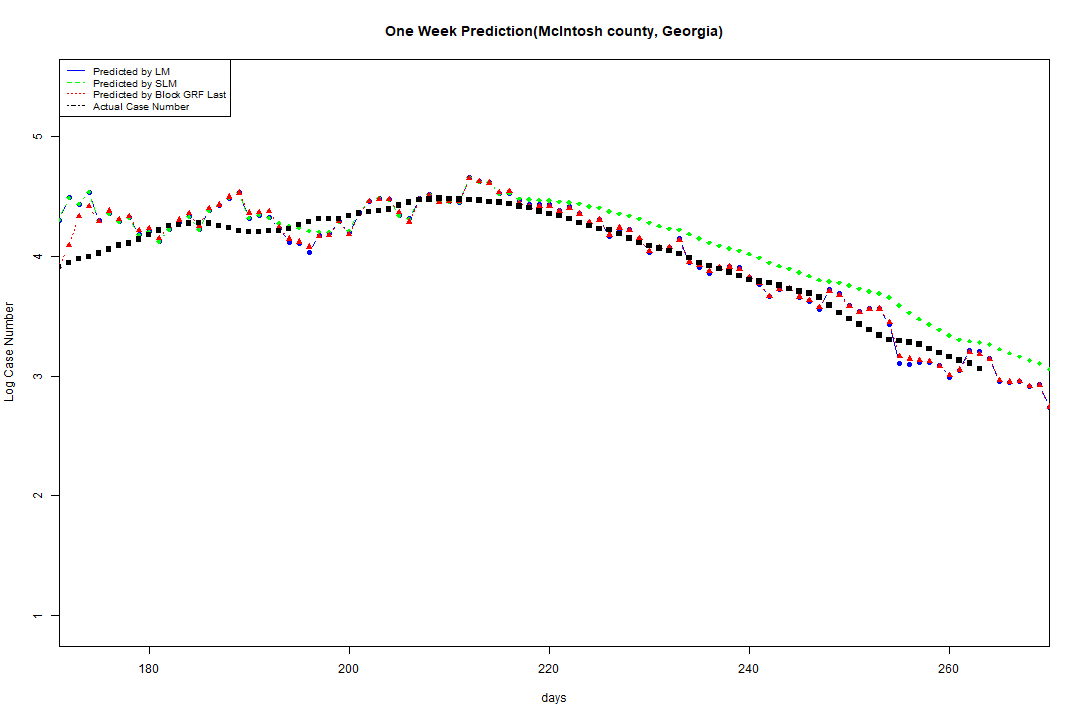 One Week Prediction(McIntosh county, Georgia)
Predicted by LM
Predicted by SLM
Predicted by Block GRF Last
Actual Case Number
5
4
3
2
1
Log Case Number
180 200 220 240 260
days